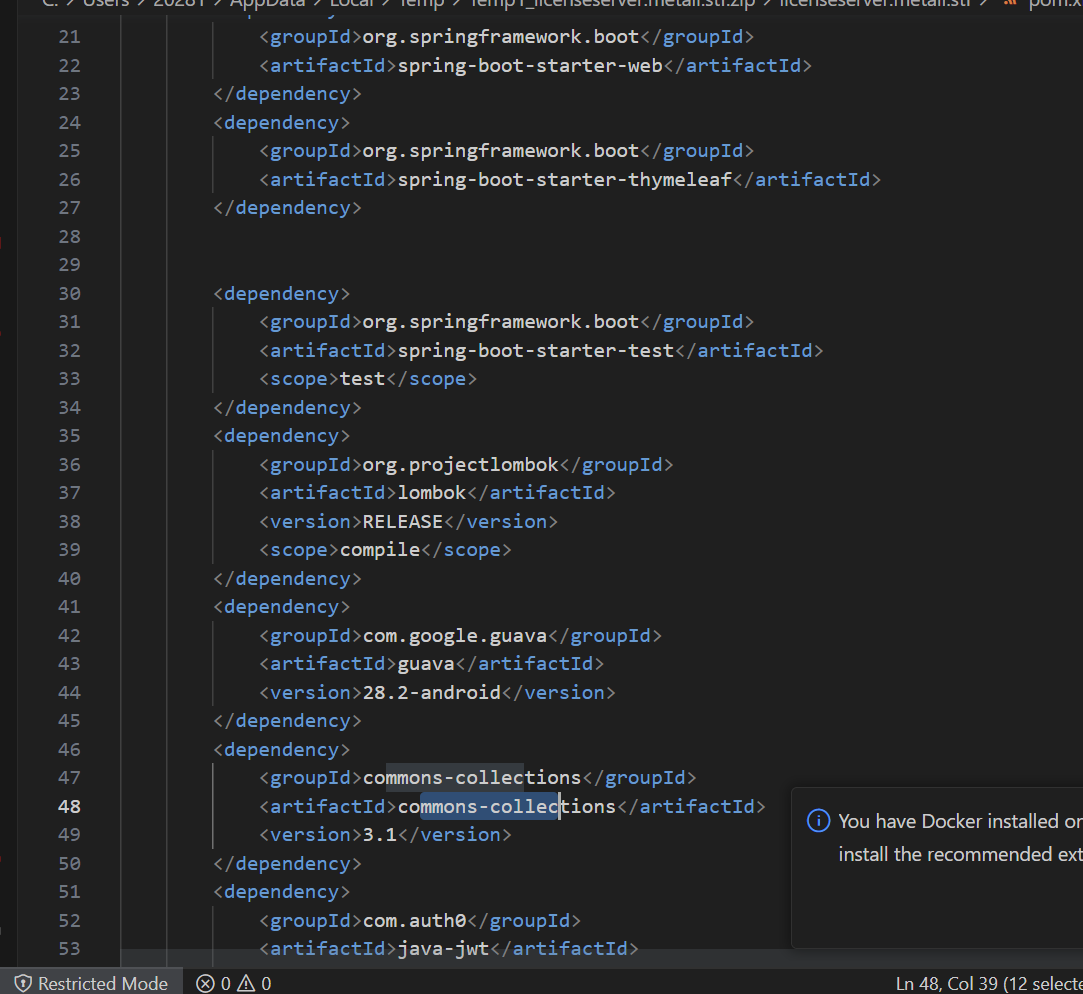 C: > Users > 20281 > AppData > Local > Temp > Temp1_licenseserver.metall.stf.zip > licenseserver.metall.stf > pom.x
21 <groupId>org.springframework.boot</groupId>
22 <artifactId>spring-boot-starter-web</artifactId>
23 </dependency>
24 <dependency>
25 <groupId>org.springframework.boot</groupId>
26 <artifactId>spring-boot-starter-thymeleaf</artifactId>
27 </dependency>
28
29
30 <dependency>
31 <groupId>org.springframework.boot</groupId>
32 <artifactId>spring-boot-starter-test</artifactId>
33 <scope>test</scope>
34 </dependency>
35 <dependency>
36 <groupId>org.projectlombok</groupId>
37 <artifactId>lombok</artifactId>
38 <version>RELEASE</version>
39 <scope>compile</scope>
40 </dependency>
41 <dependency>
42 <groupId>com.google.guava</groupId>
43 <artifactId>guava</artifactId>
44 <version>28.2-android</version>
45 </dependency>
46 <dependency>
47 <groupId>commons-collections</groupId>
48 <artifactId>commons-collections</artifactId>
49 <version>3.1</version>
50 </dependency>
51 <dependency>
52 <groupId>com.auth0</groupId>
53 <artifactId>java-jwt</artifactId>
You have Docker installed or
install the recommended ext
Restricted Mode 0 0 Ln 48, Col 39 (12 selecte